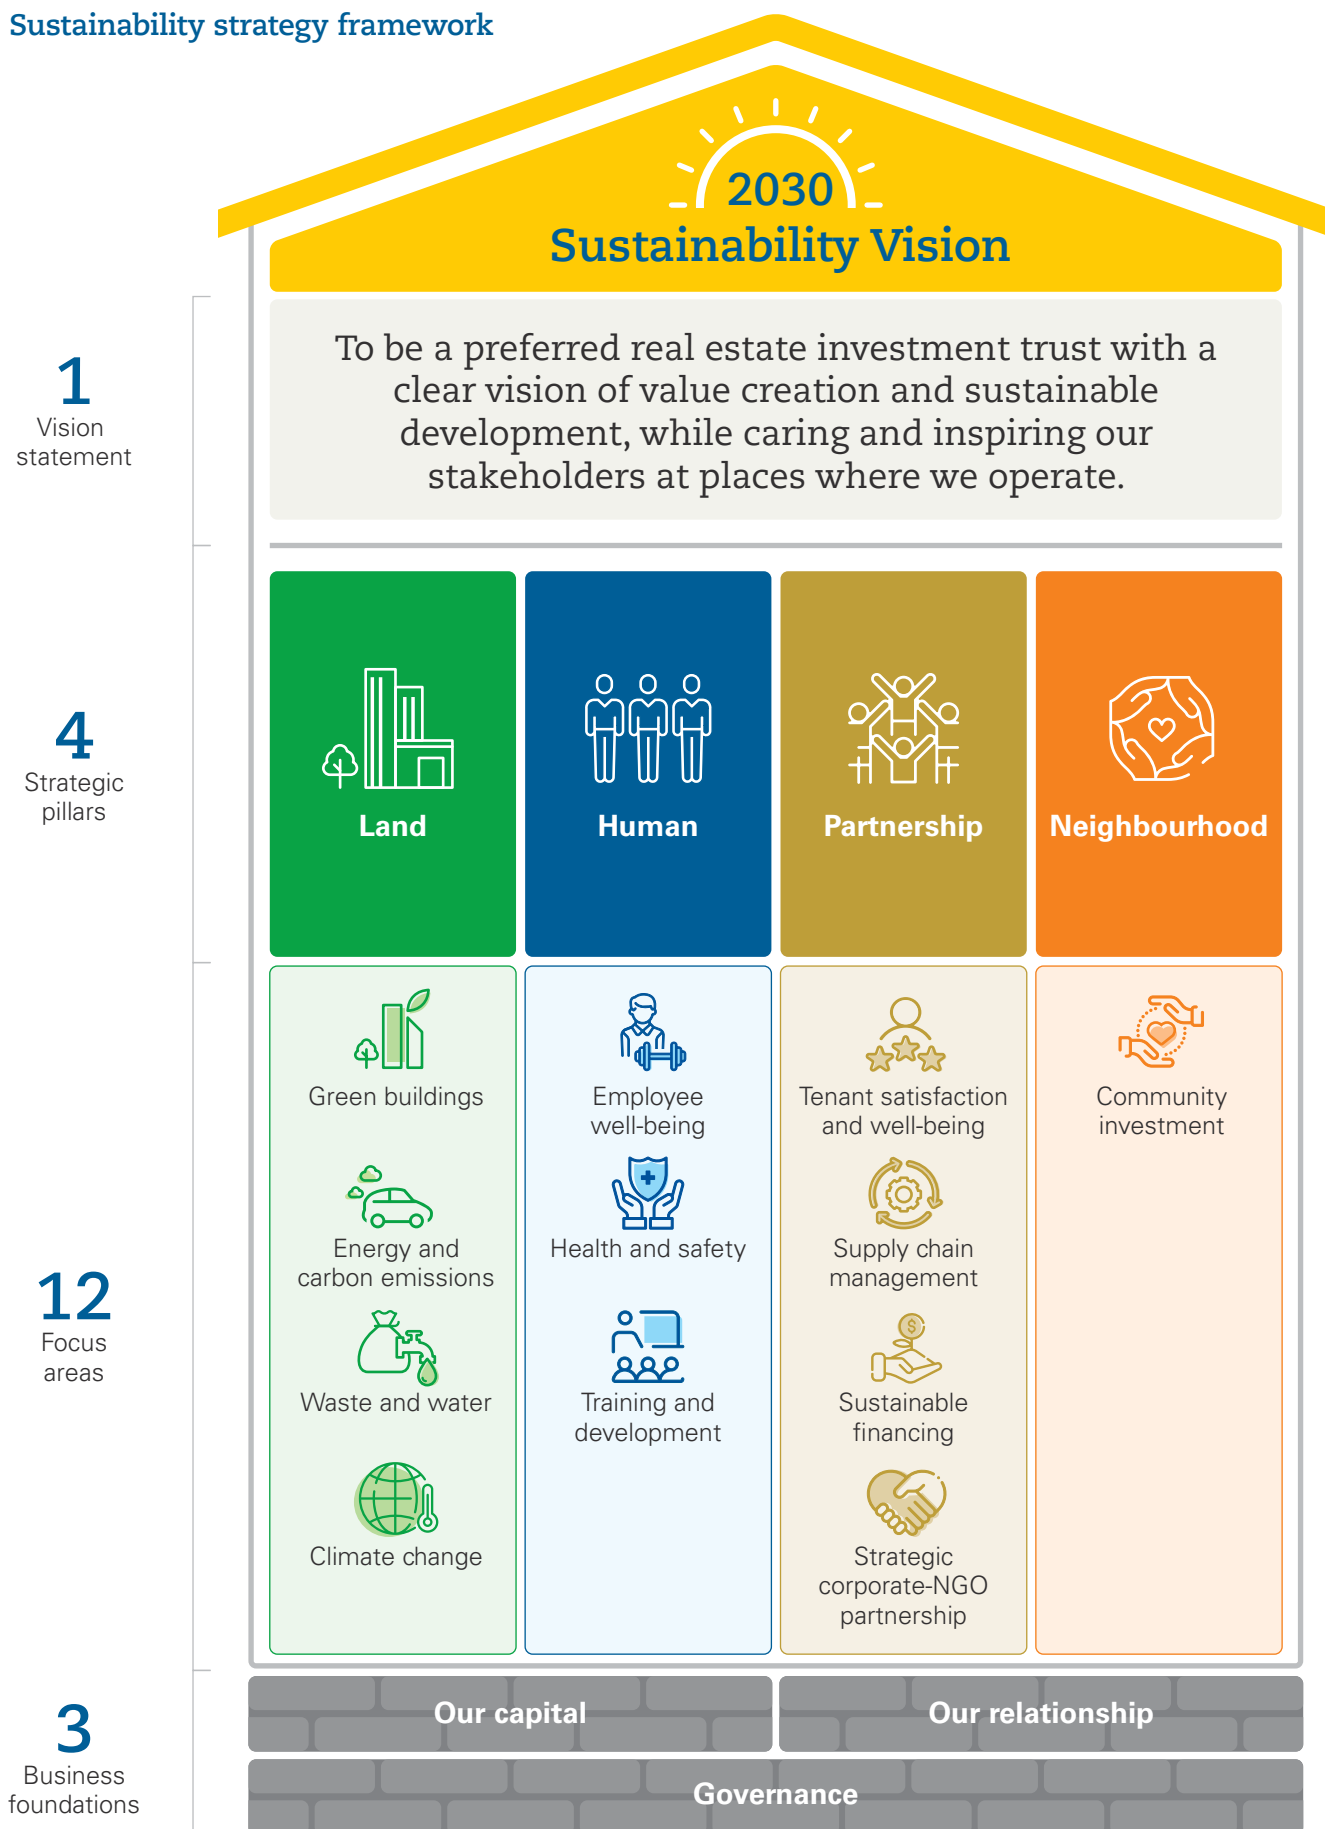 Sustainability strategy framework
2030
Sustainability Vision
1
Vision
statement
To be a preferred real estate investment trust with a
clear vision of value creation and sustainable
development, while caring and inspiring our
stakeholders at places where we operate.
4
Strategic
pillars
Land
Human
Partnership
Neighbourhood
12
Focus
areas
Green buildings
Energy and
carbon emissions
Waste and water
Climate change
Employee
well-being
Health and safety
Training and
development
Tenant satisfaction
and well-being
Supply chain
management
$
Sustainable
financing
Strategic
corporate-NGO
partnership
Community
investment
3
Business
foundations
Our capital
Our relationship
Governance